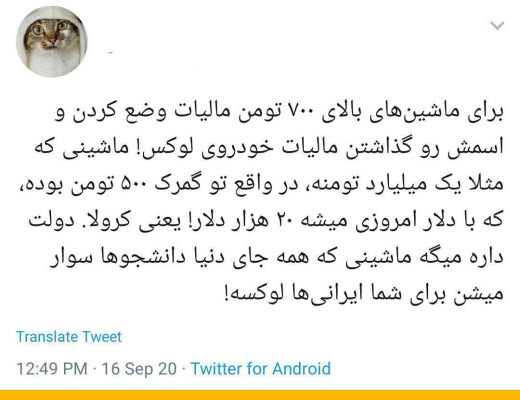 برای ماشین‌های بالای ۷۰۰ تومن مالیات وضع کردن و
اسمش رو گذاشتن مالیات خودروی لوکس! ماشینی که
مثلا یک میلیارد تومنه، در واقع تو گمرک ۵۰۰ تومن بوده،
که با دلار امروزی میشه ۲۰ هزار دلار! یعنی کرولا. دولت
داره میگه ماشینی که همه جای دنیا دانشجوها سوار
میشن برای شما ایرانی‌ها لوکسه!
Translate Tweet
12:49 PM · 16 Sep 20 · Twitter for Android